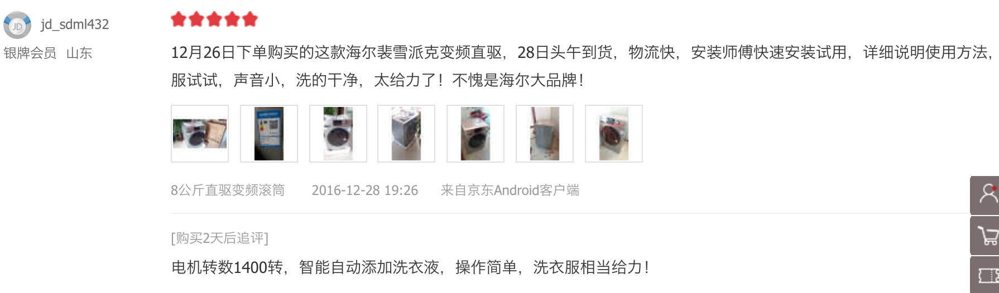 jd_sdml432
银牌会员 山东
12月26日下单购买的这款海尔裴雪派克变频直驱，28日头午到货，物流快，安装师傅快速安装试用，详细说明使用方法，
服试试，声音小，洗的干净，太给力了！不愧是海尔大品牌！
8公斤直驱变频滚筒 2016-12-28 19:26 来自京东Android客户端
[购买2天后追评]
电机转数1400转，智能自动添加洗衣液，操作简单，洗衣服相当给力！